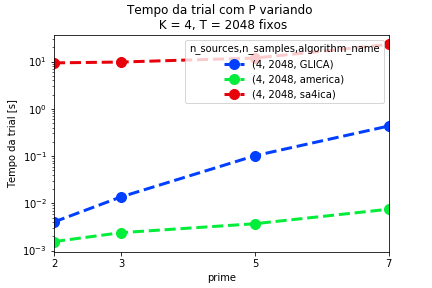 Tempo da trial com P variando
K = 4, T = 2048 fixos
n_sources,n_samples,algorithm_name
(4, 2048, GLICA)
(4, 2048, america)
(4, 2048, sa4ica)
Tempo da trial [s]
10¹
10⁰
10⁻¹
10⁻²
10⁻³
2 3 5 7
prime